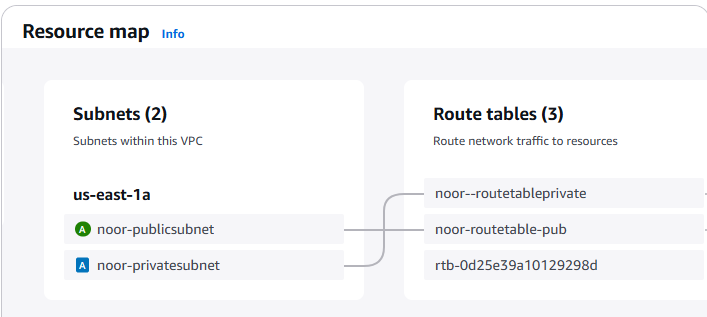 Resource map Info
Subnets (2)
Subnets within this VPC
us-east-1a
A noor-publicsubnet
A noor-privatesubnet
Route tables (3)
Route network traffic to resources
noor--routetableprivate
noor-routetable-pub
rtb-0d25e39a10129298d